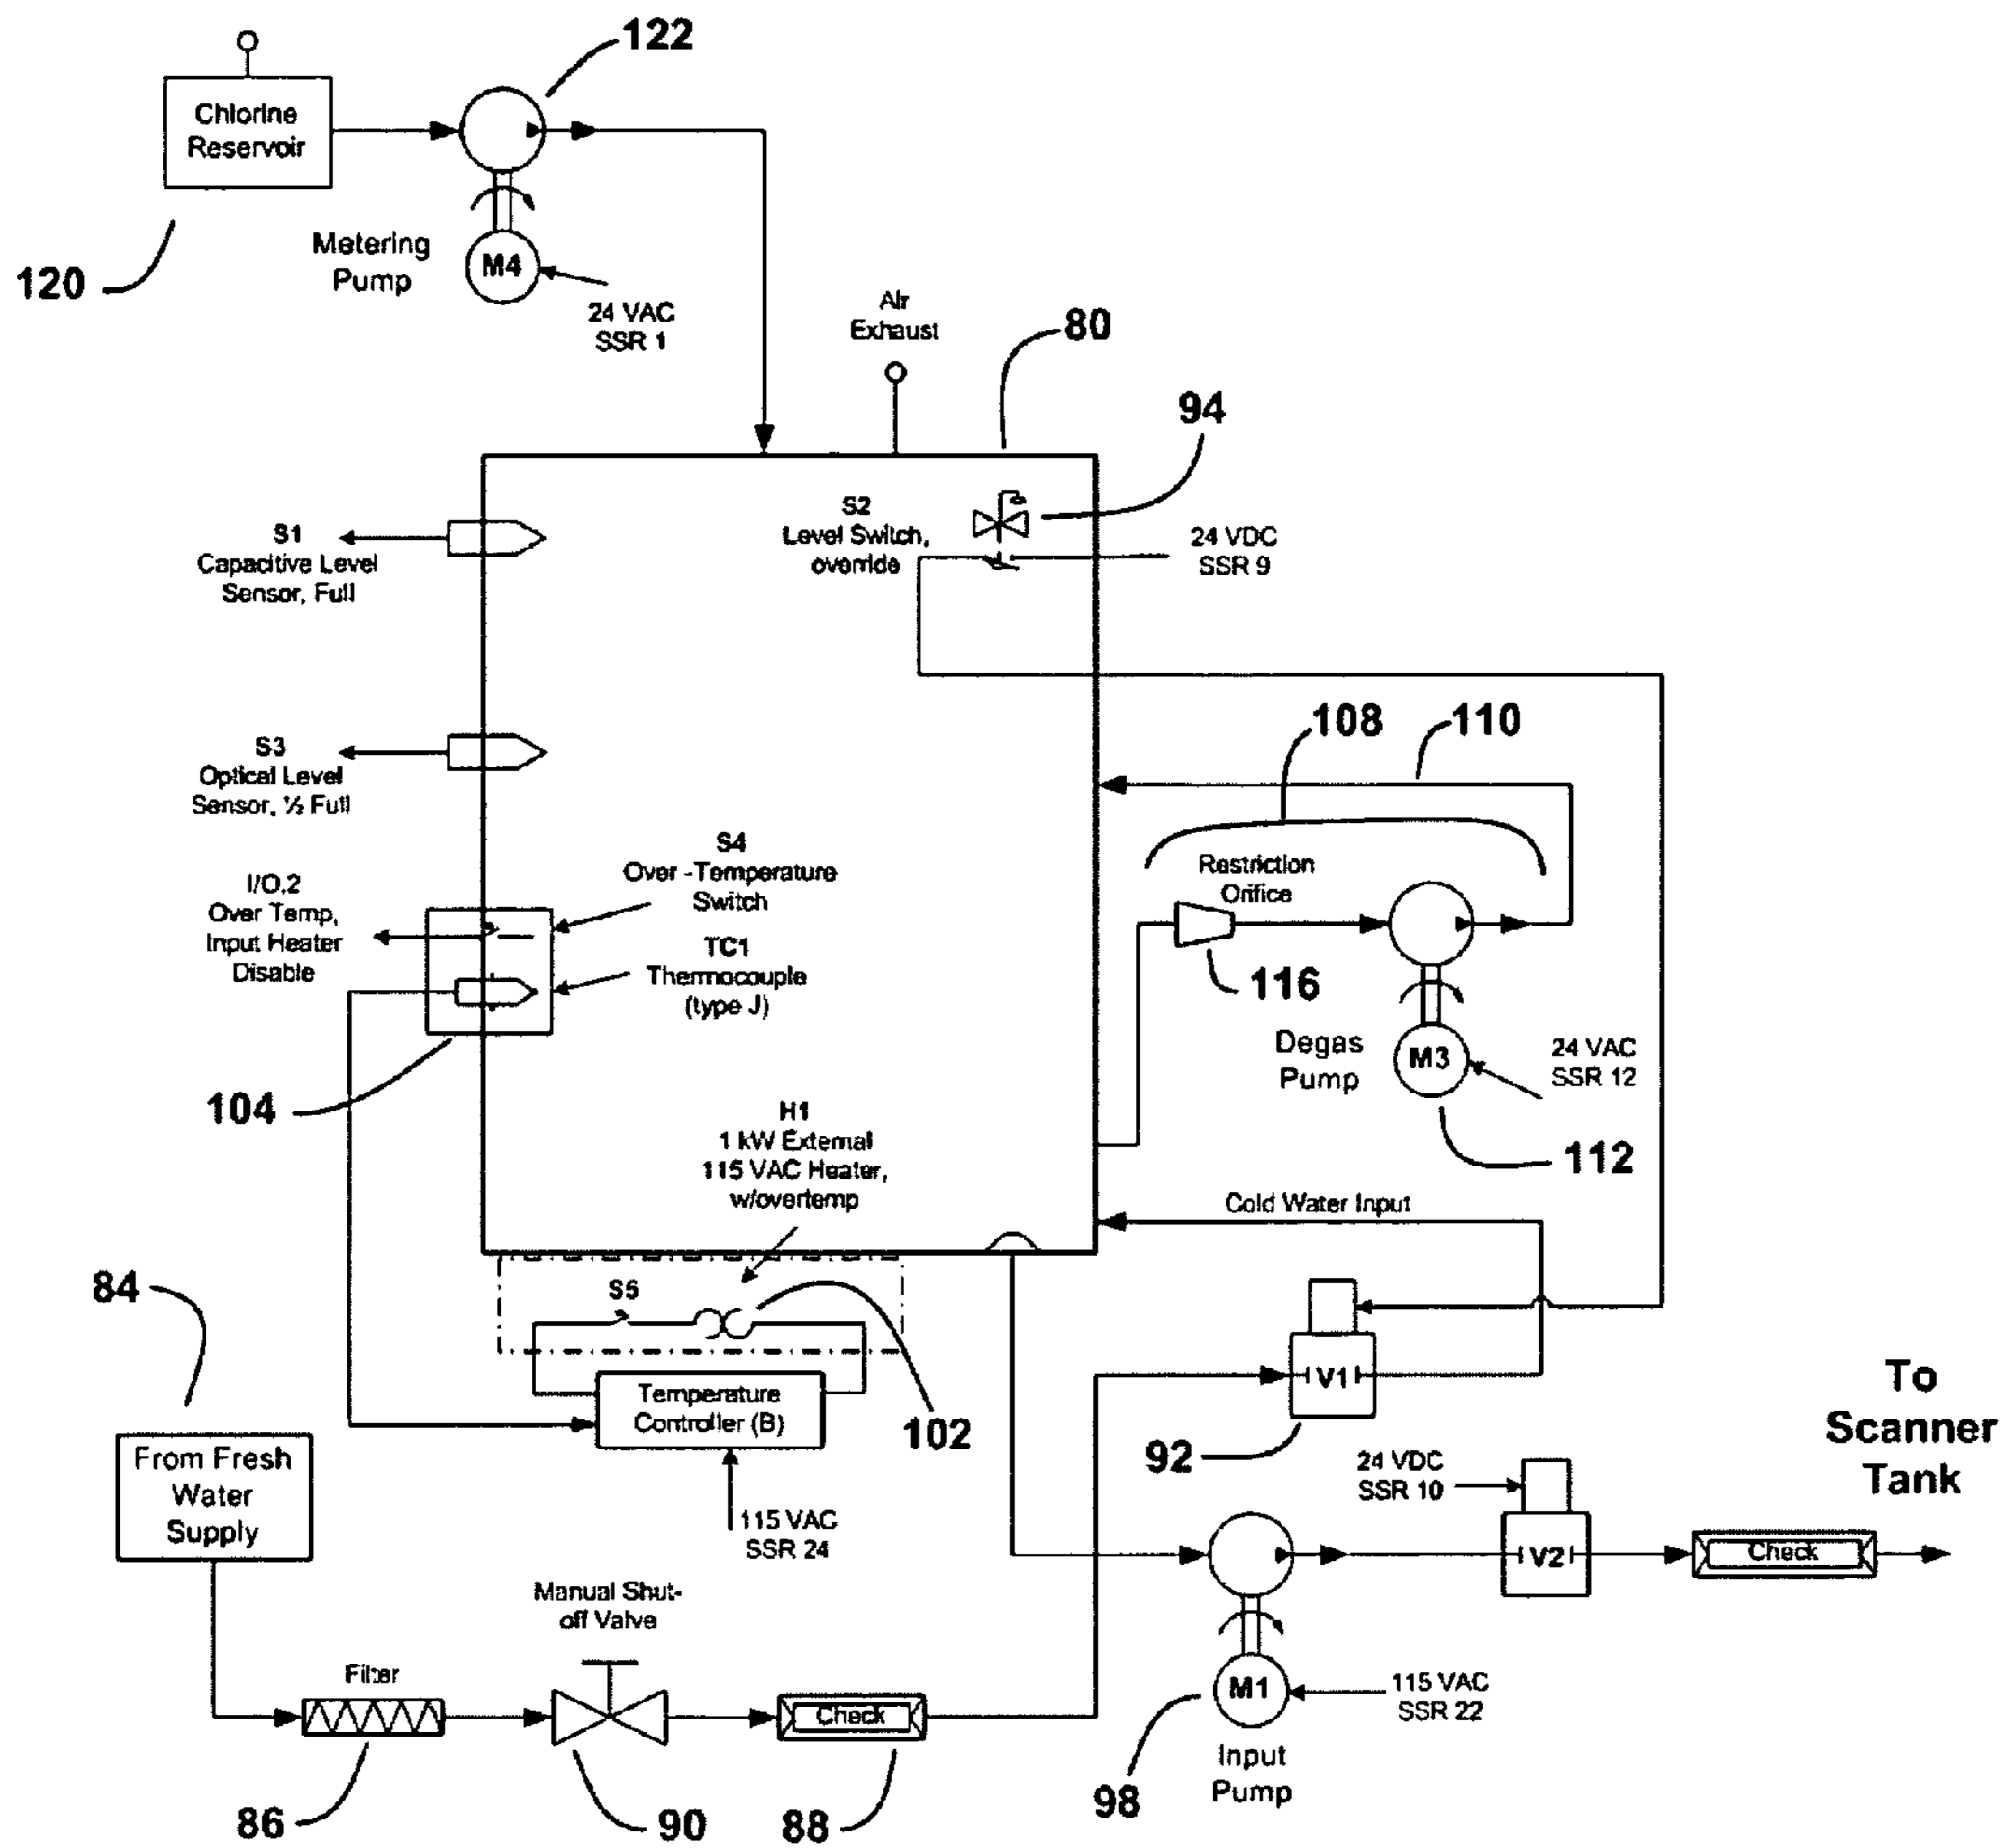 122
Chlorine
Reservoir
120
Metering
Pump
M4
24 VAC
SSR 1
Air
Exhaust
80
94
S1
Capacitive Level
Sensor, Full
S2
Level Switch,
override
24 VDC
SSR 9
S3
Optical Level
Sensor, ½ Full
108
110
I/O.2
Over Temp,
Input Heater
Disable
S4
Over -Temperature
Switch
TC1
Thermocouple
(type J)
104
Restriction
Orifice
116
Degas
Pump
M3
24 VAC
SSR 12
112
H1
1 kW External
115 VAC Heater,
w/overtemp
Cold Water Input
84
S5
102
Temperature
Controller (B)
115 VAC
SSR 24
V1
92
From Fresh
Water
Supply
24 VDC
SSR 10
V2
Check
To
Scanner
Tank
Manual Shut-
off Valve
Filter
Check
86
90
88
M1
115 VAC
SSR 22
98
Input
Pump